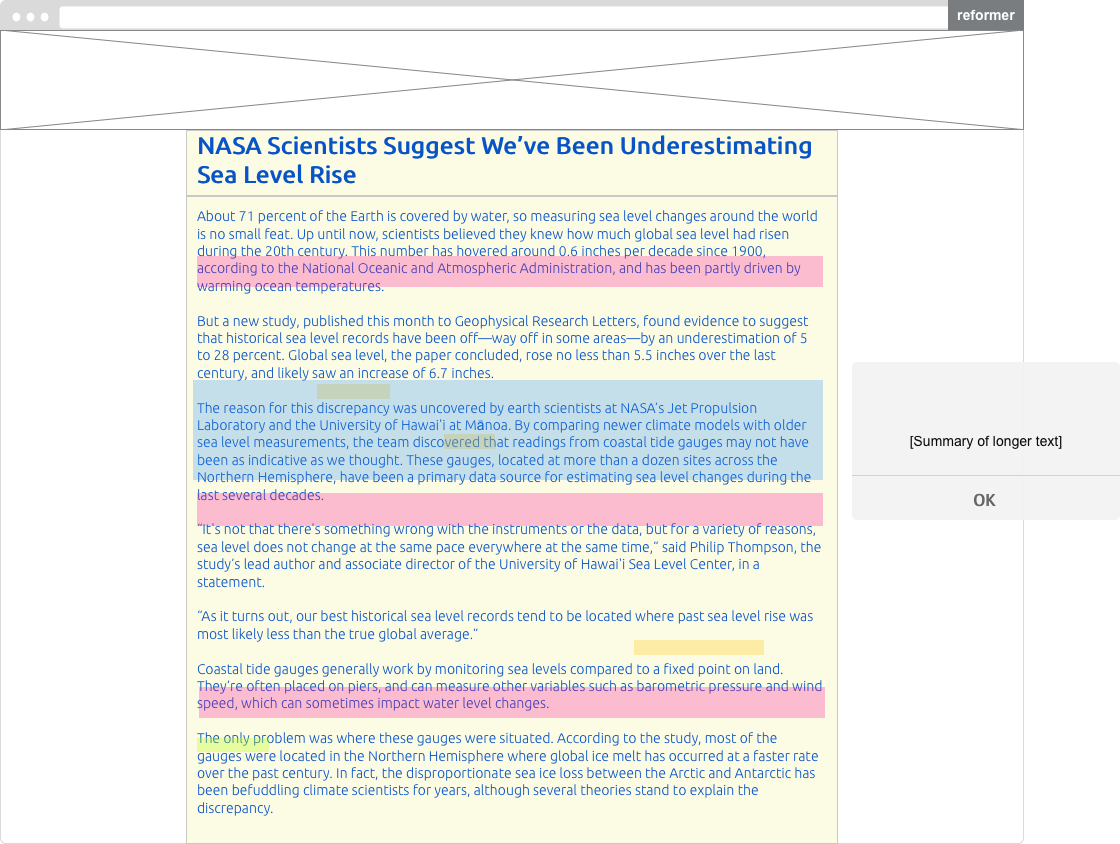 reformer
NASA Scientists Suggest We’ve Been Underestimating
Sea Level Rise
About 71 percent of the Earth is covered by water, so measuring sea level changes around the world
is no small feat. Up until now, scientists believed they knew how much global sea level had risen
during the 20th century. This number has hovered around 0.6 inches per decade since 1900,
according to the National Oceanic and Atmospheric Administration, and has been partly driven by
warming ocean temperatures.
But a new study, published this month to Geophysical Research Letters, found evidence to suggest
that historical sea level records have been off—way off in some areas—by an underestimation of 5
to 28 percent. Global sea level, the paper concluded, rose no less than 5.5 inches over the last
century, and likely saw an increase of 6.7 inches.
The reason for this discrepancy was uncovered by earth scientists at NASA’s Jet Propulsion
Laboratory and the University of Hawai'i at Mānoa. By comparing newer climate models with older
sea level measurements, the team discovered that readings from coastal tide gauges may not have
been as indicative as we thought. These gauges, located at more than a dozen sites across the
Northern Hemisphere, have been a primary data source for estimating sea level changes during the
last several decades.
“It's not that there's something wrong with the instruments or the data, but for a variety of reasons,
sea level does not change at the same pace everywhere at the same time,” said Philip Thompson, the
study’s lead author and associate director of the University of Hawai'i Sea Level Center, in a
statement.
“As it turns out, our best historical sea level records tend to be located where past sea level rise was
most likely less than the true global average.”
Coastal tide gauges generally work by monitoring sea levels compared to a fixed point on land.
They’re often placed on piers, and can measure other variables such as barometric pressure and wind
speed, which can sometimes impact water level changes.
The only problem was where these gauges were situated. According to the study, most of the
gauges were located in the Northern Hemisphere where global ice melt has occurred at a faster rate
over the past century. In fact, the disproportionate sea ice loss between the Arctic and Antarctic has
been befuddling climate scientists for years, although several theories stand to explain the
discrepancy.
[Summary of longer text]
OK